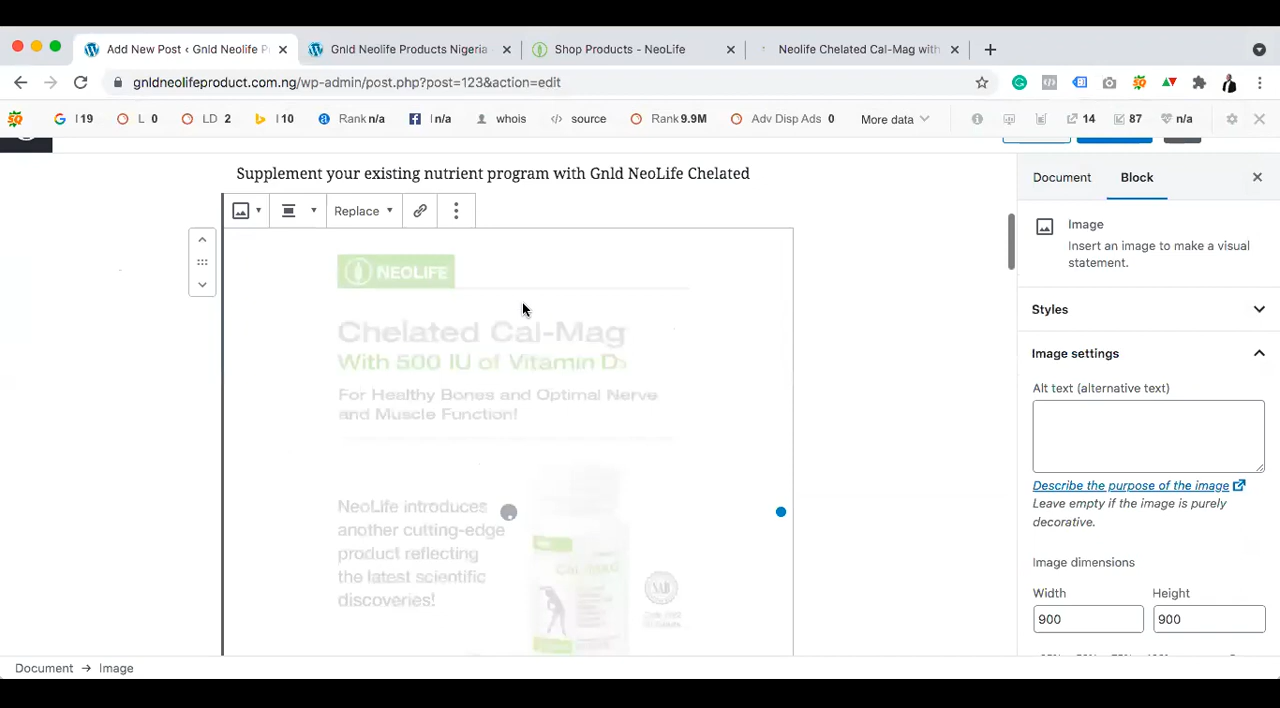 Add New Post ‹ Gnld Neolife P
Gnld Neolife Products Nigeria
Shop Products - NeoLife
Neolife Chelated Cal-Mag with
gnldneolifeproduct.com.ng/wp-admin/post.php?post=123&action=edit
I 19
L 0
LD 2
I 10
Rank n/a
I n/a
whois
source
Rank 9.9M
Adv Disp Ads 0
More data
14
87
n/a
Supplement your existing nutrient program with Gnld NeoLife Chelated
Replace
NEOLIFE
Chelated Cal-Mag
With 500 IU of Vitamin D3
For Healthy Bones and Optimal Nerve
and Muscle Function!
NeoLife introduces
another cutting-edge
product reflecting
the latest scientific
discoveries!
Cal-Mag
Document
Block
Image
Insert an image to make a visual
statement.
Styles
Image settings
Alt text (alternative text)
Describe the purpose of the image
Leave empty if the image is purely
decorative.
Image dimensions
Width
Height
900
900
Document → Image